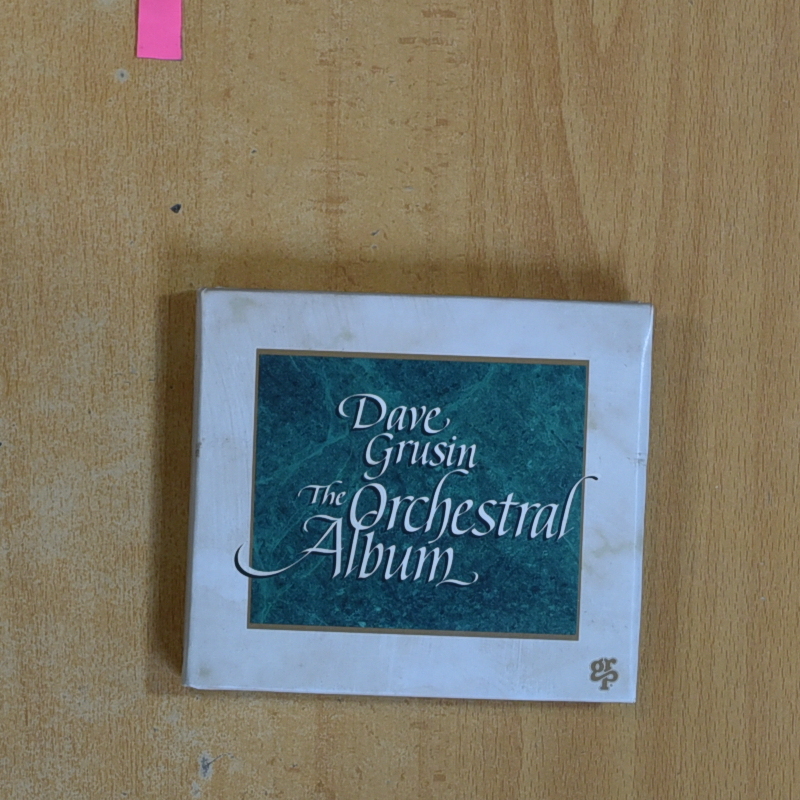 Dave
Grusin
The Orchestral
Album
grp